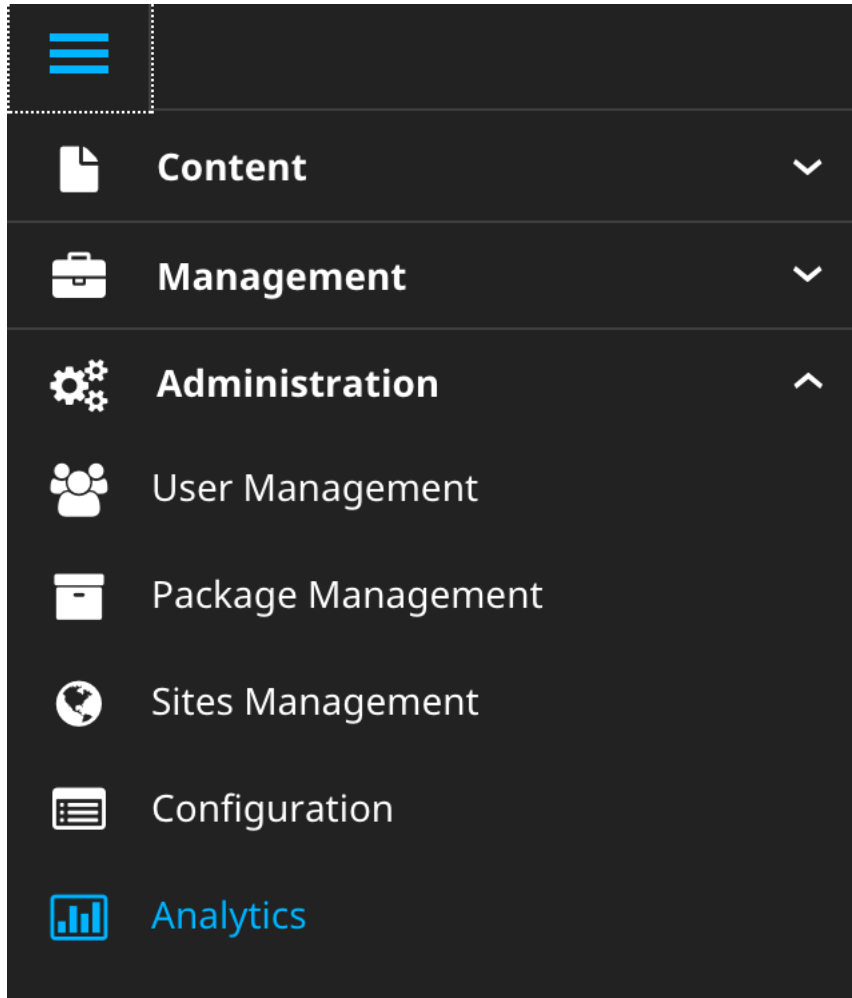 Content
Management
Administration
User Management
Package Management
Sites Management
Configuration
Analytics